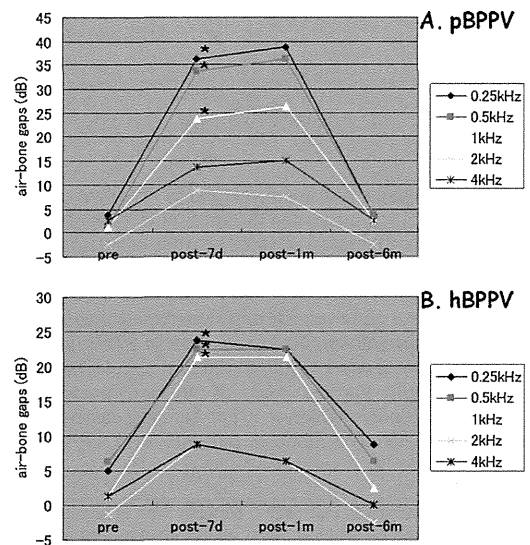 A. pBPPV
air-bone gaps (dB)
45
40
35
30
25
20
15
10
5
0
-5
pre post-7d post-1m post-6m
0.25kHz
0.5kHz
1kHz
2kHz
4kHz
B. hBPPV
air-bone gaps (dB)
30
25
20
15
10
5
0
-5
pre post-7d post-1m post-6m
0.25kHz
0.5kHz
1kHz
2kHz
4kHz